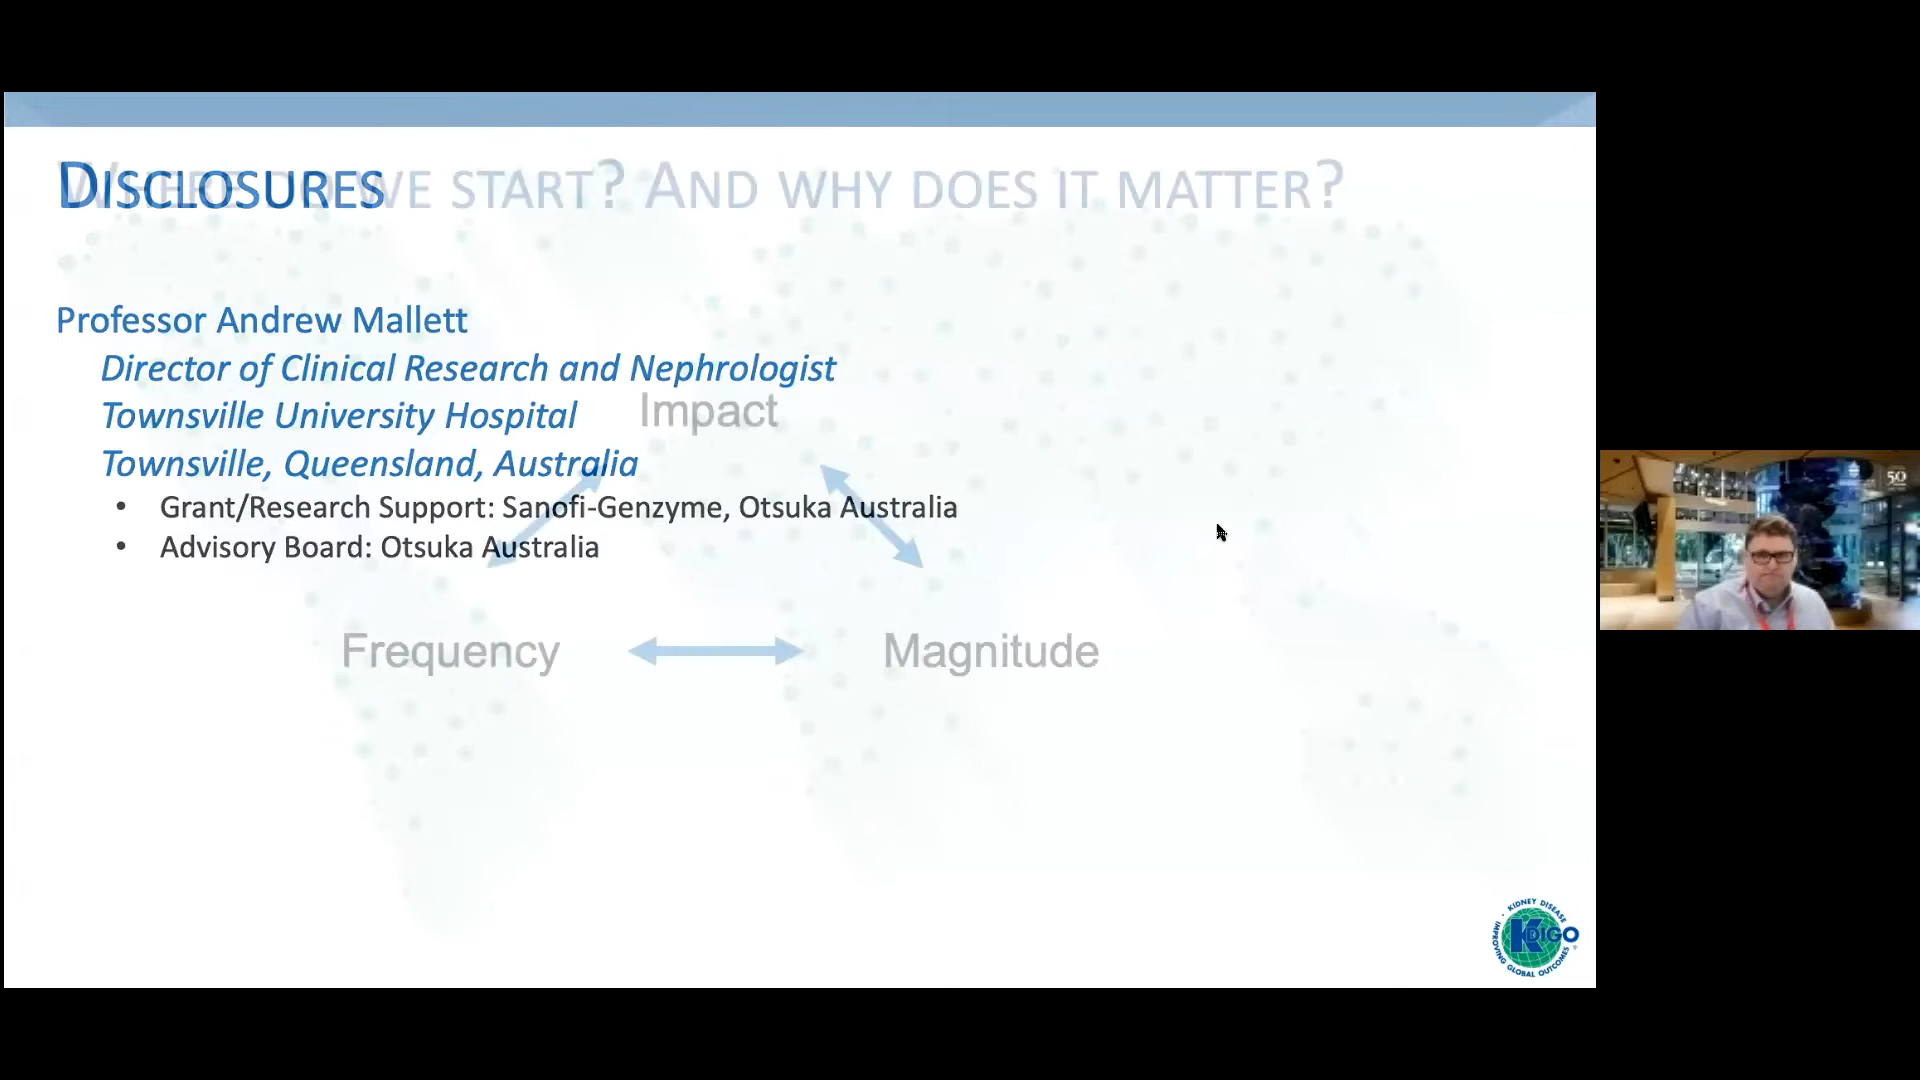 DISCLOSURES
WHERE DO WE START? AND WHY DOES IT MATTER?
Professor Andrew Mallett
Director of Clinical Research and Nephrologist
Townsville University Hospital
Townsville, Queensland, Australia
• Grant/Research Support: Sanofi-Genzyme, Otsuka Australia
• Advisory Board: Otsuka Australia
Impact
Frequency
Magnitude
KIDNEY DISEASE
KDIGO
IMPROVING GLOBAL OUTCOMES
50